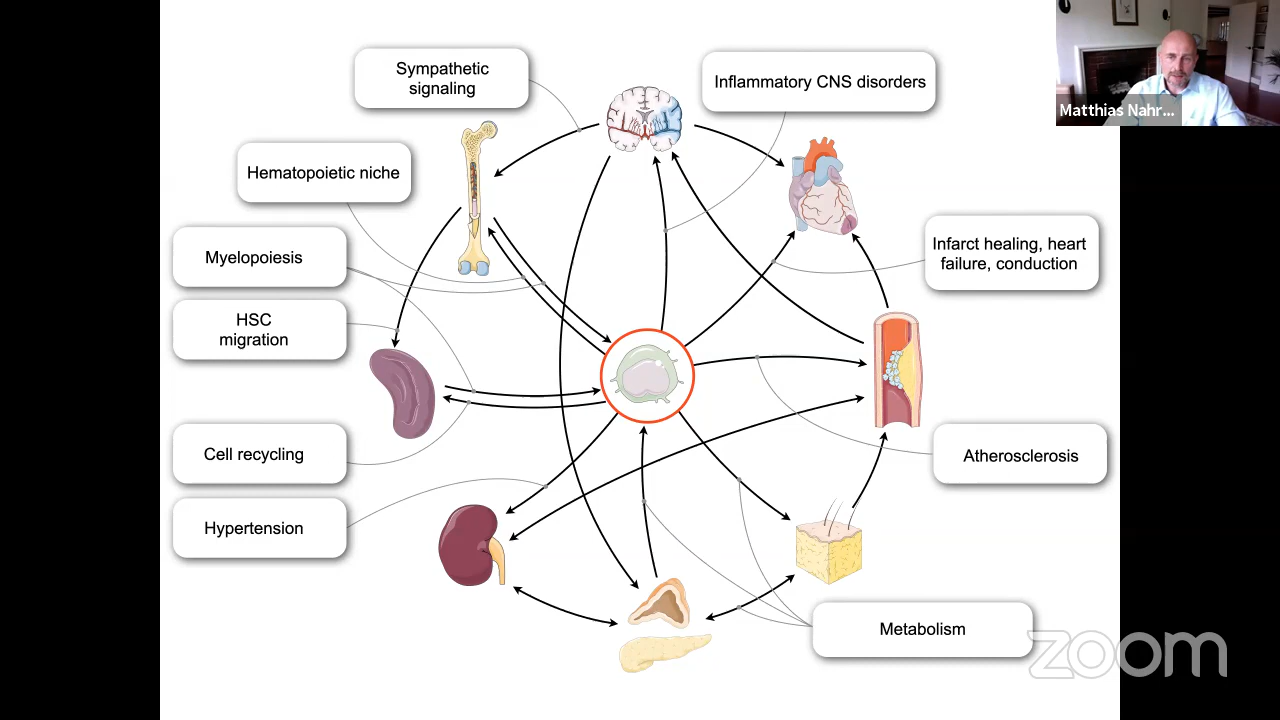 Sympathetic
signaling
Inflammatory CNS disorders
Matthias Nahr...
Hematopoietic niche
Myelopoiesis
HSC
migration
Infarct healing, heart
failure, conduction
Cell recycling
Atherosclerosis
Hypertension
Metabolism
zoom